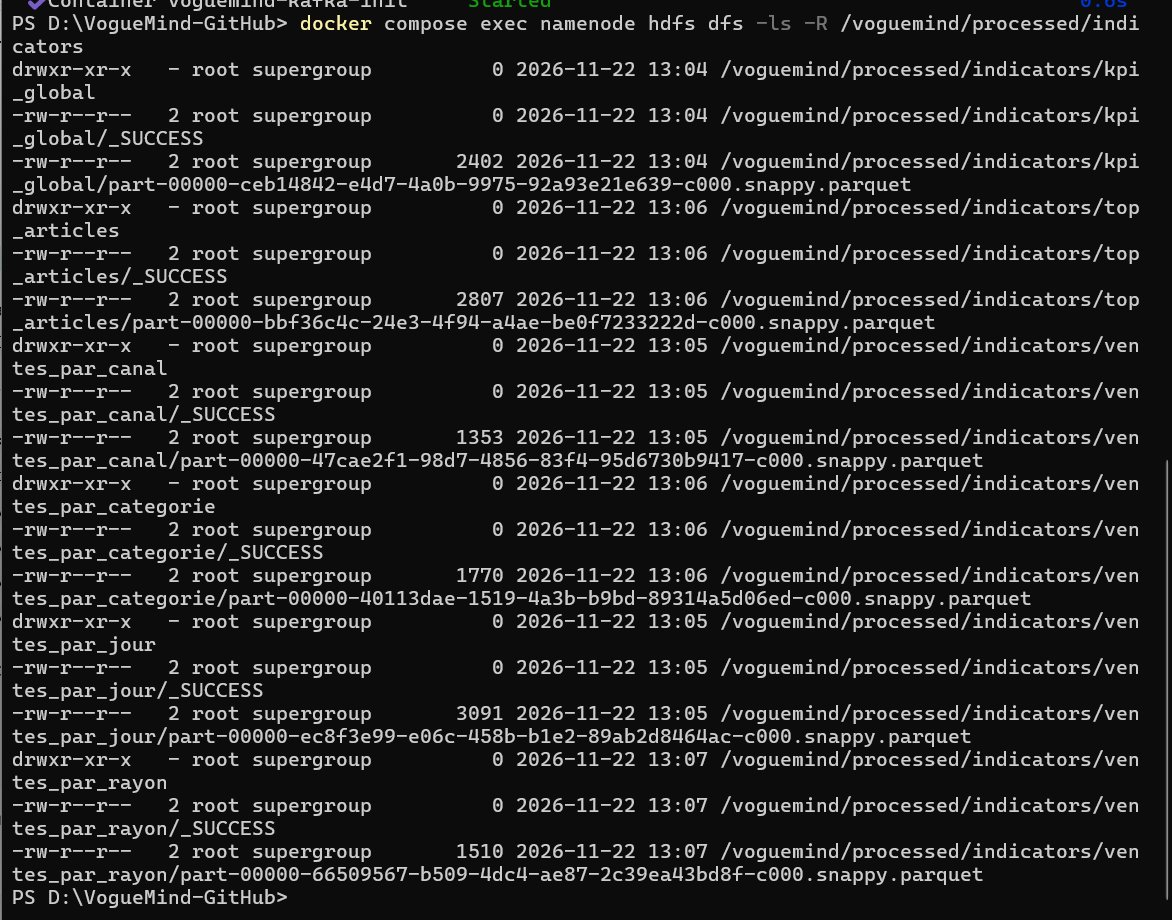 ✔Container voguemind-kafka-init     Started     0.6s
PS D:\VogueMind-GitHub> docker compose exec namenode hdfs dfs -ls -R /voguemind/processed/indi
cators
drwxr-xr-x   - root supergroup          0 2026-11-22 13:04 /voguemind/processed/indicators/kpi
_global
-rw-r--r--   2 root supergroup          0 2026-11-22 13:04 /voguemind/processed/indicators/kpi
_global/_SUCCESS
-rw-r--r--   2 root supergroup       2402 2026-11-22 13:04 /voguemind/processed/indicators/kpi
_global/part-00000-ceb14842-e4d7-4a0b-9975-92a93e21e639-c000.snappy.parquet
drwxr-xr-x   - root supergroup          0 2026-11-22 13:06 /voguemind/processed/indicators/top
_articles
-rw-r--r--   2 root supergroup          0 2026-11-22 13:06 /voguemind/processed/indicators/top
_articles/_SUCCESS
-rw-r--r--   2 root supergroup       2807 2026-11-22 13:06 /voguemind/processed/indicators/top
_articles/part-00000-bbf36c4c-24e3-4f94-a4ae-be0f7233222d-c000.snappy.parquet
drwxr-xr-x   - root supergroup          0 2026-11-22 13:05 /voguemind/processed/indicators/ven
tes_par_canal
-rw-r--r--   2 root supergroup          0 2026-11-22 13:05 /voguemind/processed/indicators/ven
tes_par_canal/_SUCCESS
-rw-r--r--   2 root supergroup       1353 2026-11-22 13:05 /voguemind/processed/indicators/ven
tes_par_canal/part-00000-47cae2f1-98d7-4856-83f4-95d6730b9417-c000.snappy.parquet
drwxr-xr-x   - root supergroup          0 2026-11-22 13:06 /voguemind/processed/indicators/ven
tes_par_categorie
-rw-r--r--   2 root supergroup          0 2026-11-22 13:06 /voguemind/processed/indicators/ven
tes_par_categorie/_SUCCESS
-rw-r--r--   2 root supergroup       1770 2026-11-22 13:06 /voguemind/processed/indicators/ven
tes_par_categorie/part-00000-40113dae-1519-4a3b-b9bd-89314a5d06ed-c000.snappy.parquet
drwxr-xr-x   - root supergroup          0 2026-11-22 13:05 /voguemind/processed/indicators/ven
tes_par_jour
-rw-r--r--   2 root supergroup          0 2026-11-22 13:05 /voguemind/processed/indicators/ven
tes_par_jour/_SUCCESS
-rw-r--r--   2 root supergroup       3091 2026-11-22 13:05 /voguemind/processed/indicators/ven
tes_par_jour/part-00000-ec8f3e99-e06c-458b-b1e2-89ab2d8464ac-c000.snappy.parquet
drwxr-xr-x   - root supergroup          0 2026-11-22 13:07 /voguemind/processed/indicators/ven
tes_par_rayon
-rw-r--r--   2 root supergroup          0 2026-11-22 13:07 /voguemind/processed/indicators/ven
tes_par_rayon/_SUCCESS
-rw-r--r--   2 root supergroup       1510 2026-11-22 13:07 /voguemind/processed/indicators/ven
tes_par_rayon/part-00000-66509567-b509-4dc4-ae87-2c39ea43bd8f-c000.snappy.parquet
PS D:\VogueMind-GitHub>